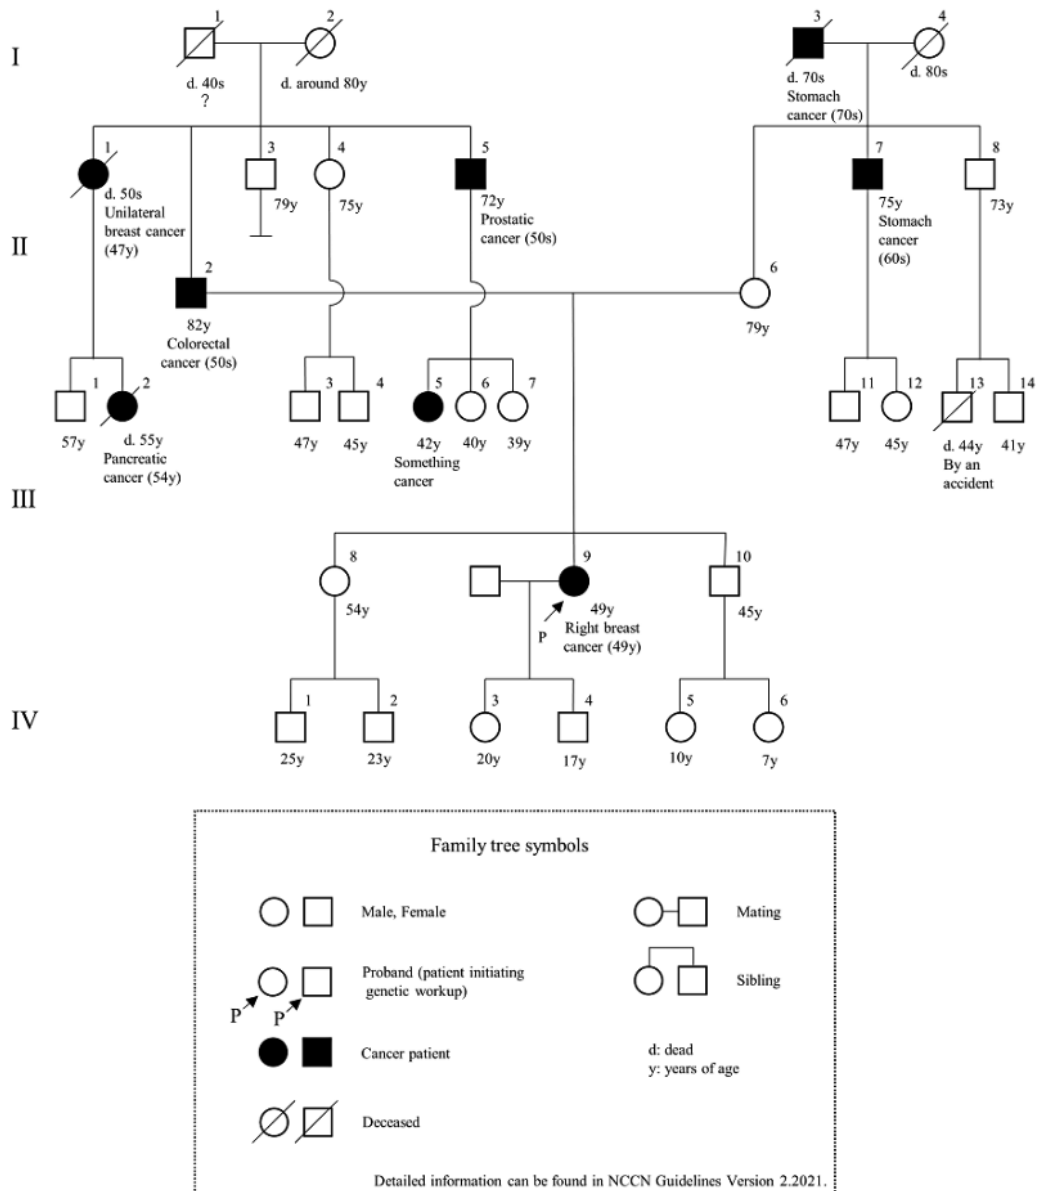 1
2
3
4
I
d. 40s
?
d. around 80y
d. 70s
Stomach
cancer (70s)
d. 80s
1
3
4
5
7
8
d. 50s
Unilateral
breast cancer
(47y)
79y
75y
72y
Prostatic
cancer (50s)
75y
Stomach
cancer
(60s)
73y
II
2
6
82y
Colorectal
cancer (50s)
79y
1
2
3
4
5
6
7
11
12
13
14
57y
d. 55y
Pancreatic
cancer (54y)
47y
45y
42y
Something
cancer
40y
39y
47y
45y
d. 44y
By an
accident
41y
III
8
9
10
54y
P
49y
Right breast
cancer (49y)
45y
IV
1
2
3
4
5
6
25y
23y
20y
17y
10y
7y
Family tree symbols
Male, Female
Mating
Proband (patient initiating
genetic workup)
P
P
Sibling
Cancer patient
d: dead
y: years of age
Deceased
Detailed information can be found in NCCN Guidelines Version 2.2021.